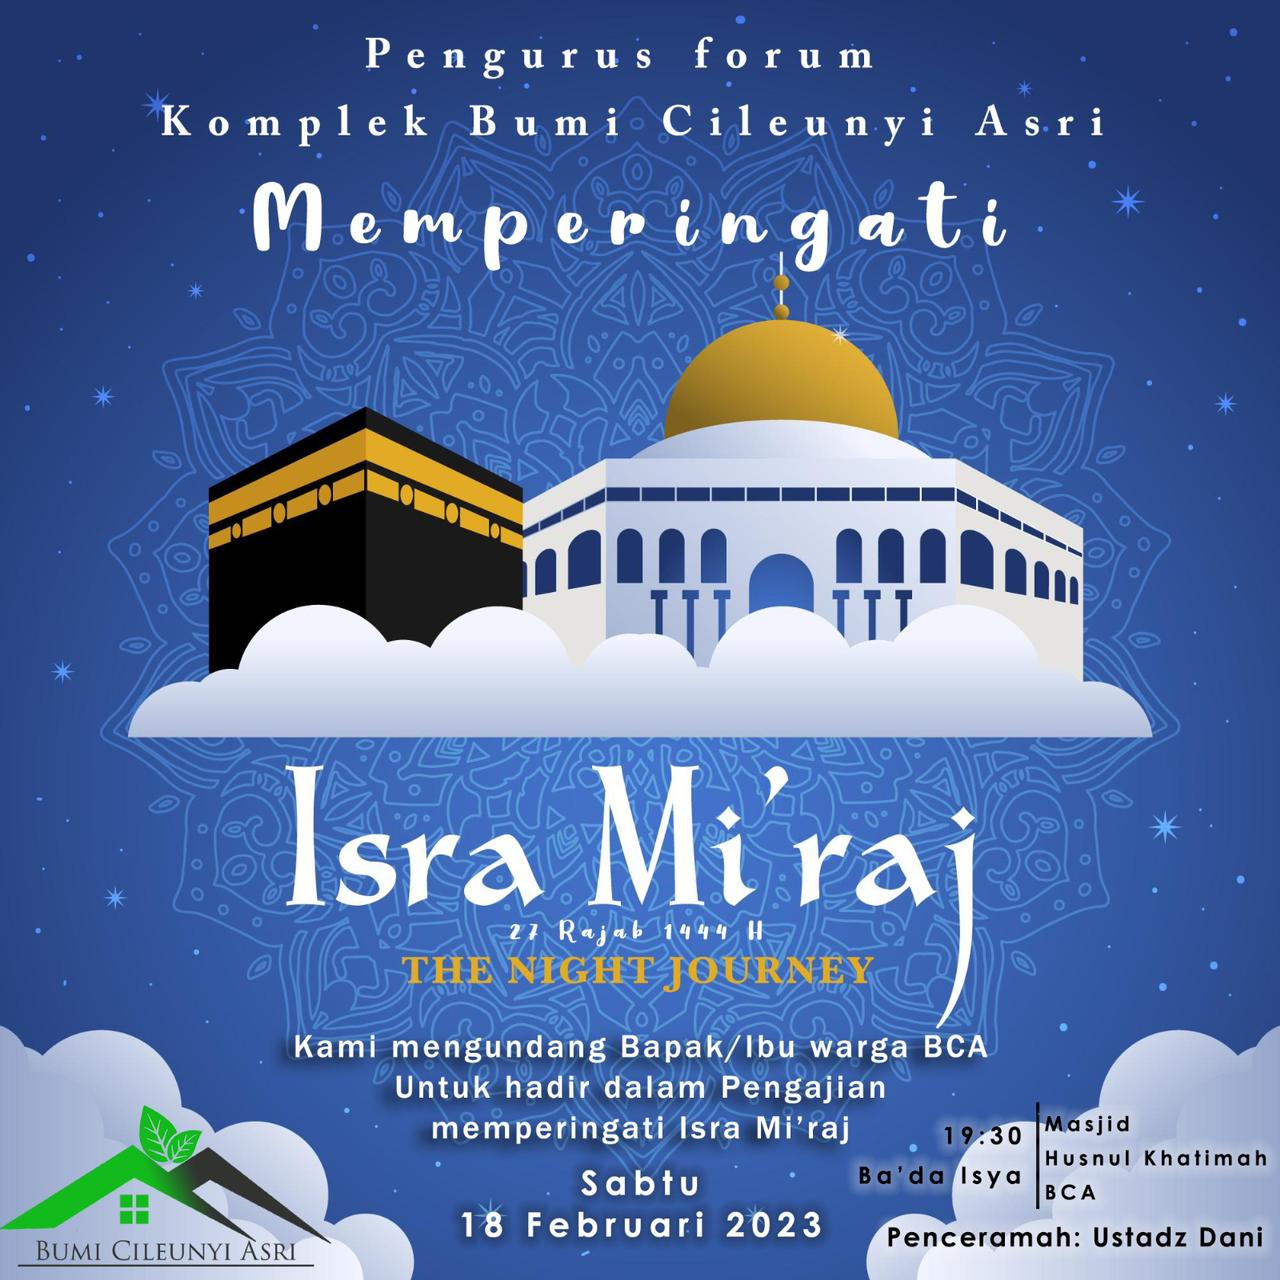 Pengurus forum
Komplek Bumi Cileunyi Asri
Memperingati
Isra Mi'raj
27 Rajab 1444 H
THE NIGHT JOURNEY
Kami mengundang Bapak/Ibu warga BCA
Untuk hadir dalam Pengajian
memperingati Isra Mi'raj
Sabtu
18 Februari 2023
19:30
Ba'da Isya
Masjid
Husnul Khatimah
BCA
Penceramah: Ustadz Dani
BUMI CILEUNYI ASRI